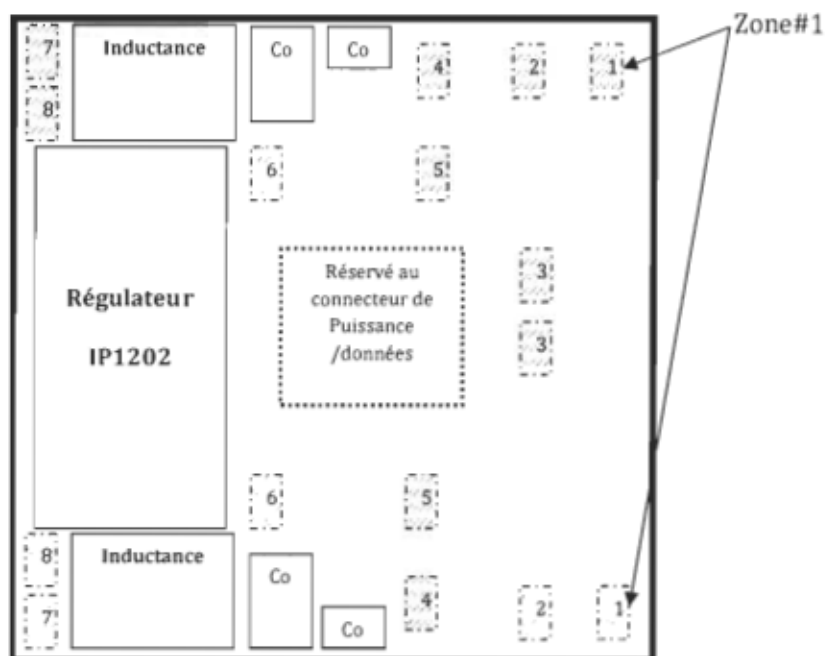 Zone#1
7
Inductance
Co
Co
4
2
1
8
6
5
Régulateur
IP1202
Réservé au
connecteur de
Puissance
/données
3
3
6
5
8
Inductance
Co
Co
4
2
1
7